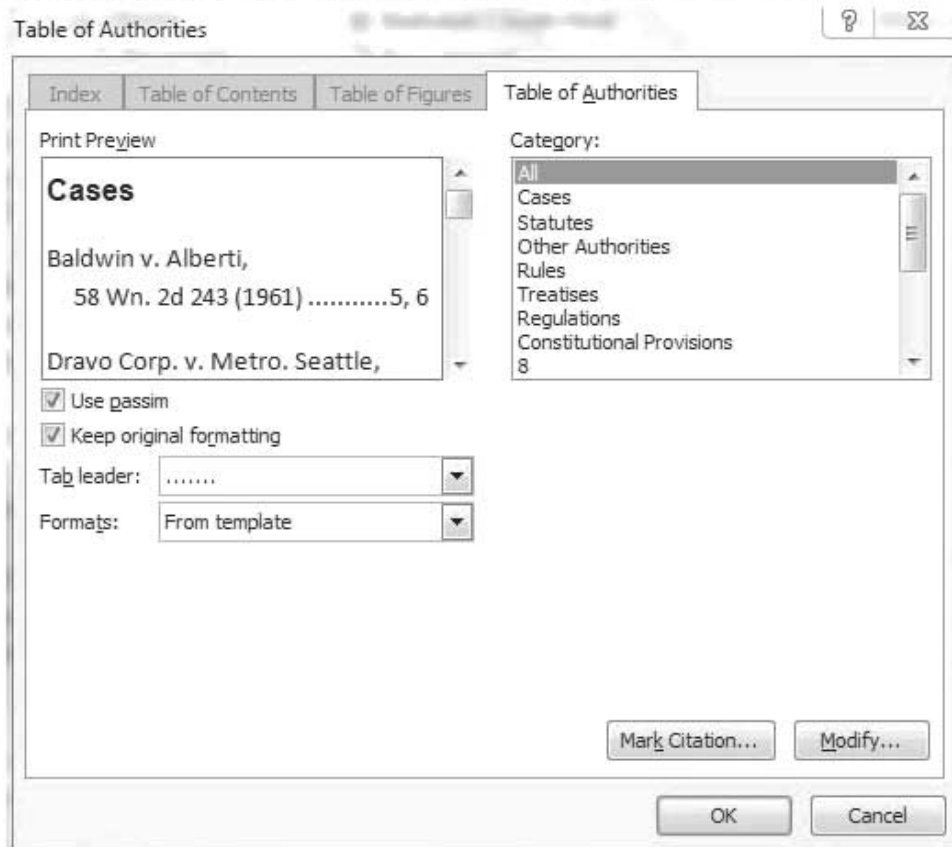 Table of Authorities
Index Table of Contents Table of Figures Table of Authorities
Print Preview
Cases
Baldwin v. Alberti,
58 Wn. 2d 243 (1961) ...........5, 6
Dravo Corp. v. Metro. Seattle,
Category:
All
Cases
Statutes
Other Authorities
Rules
Treatises
Regulations
Constitutional Provisions
8
Use passim
Keep original formatting
Tab leader: .......
Formats: From template
Mark Citation... Modify...
OK Cancel